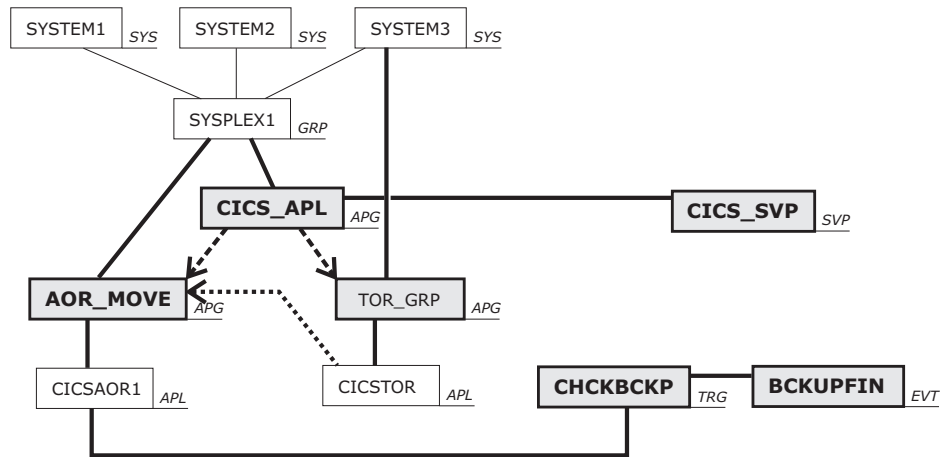 SYSTEM1
SYS
SYSTEM2
SYS
SYSTEM3
SYS
SYSPLEX1
GRP
CICS_APL
APG
CICS_SVP
SVP
AOR_MOVE
APG
TOR_GRP
APG
CICSAOR1
APL
CICSTOR
APL
CHCKBCKP
TRG
BCKUPFIN
EVT